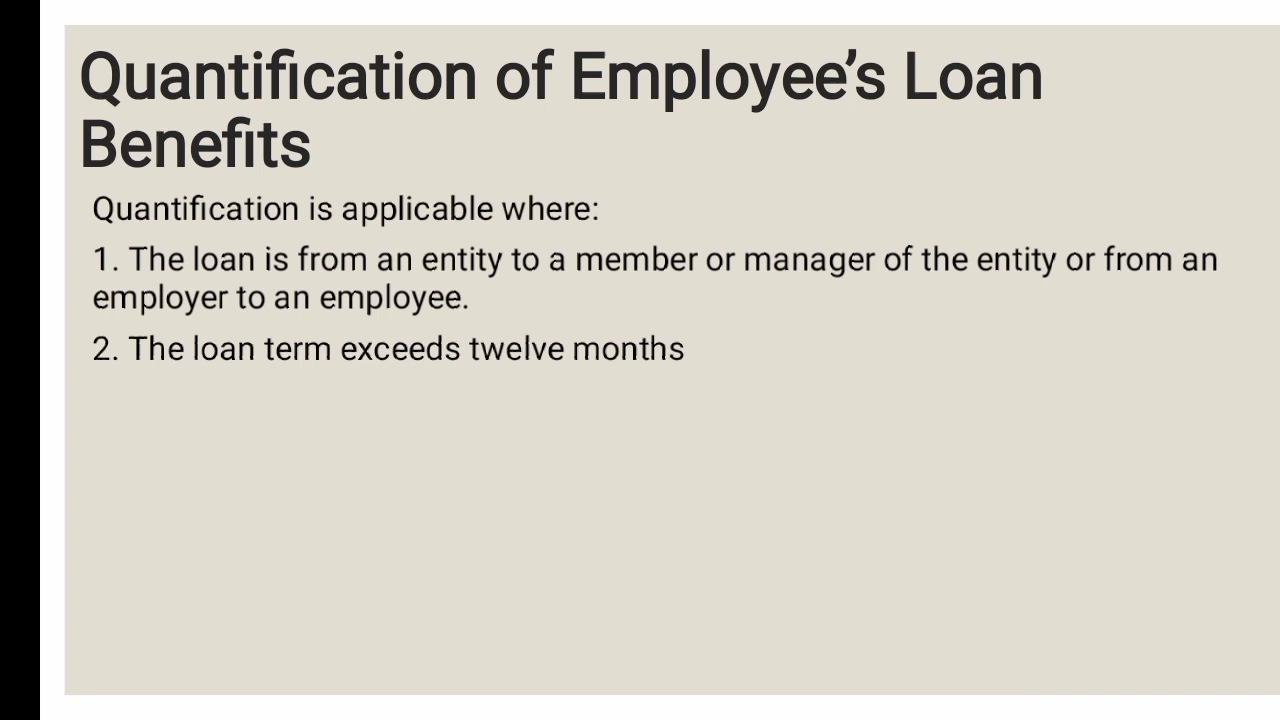 Quantification of Employee’s Loan
Benefits
Quantification is applicable where:
1. The loan is from an entity to a member or manager of the entity or from an
employer to an employee.
2. The loan term exceeds twelve months